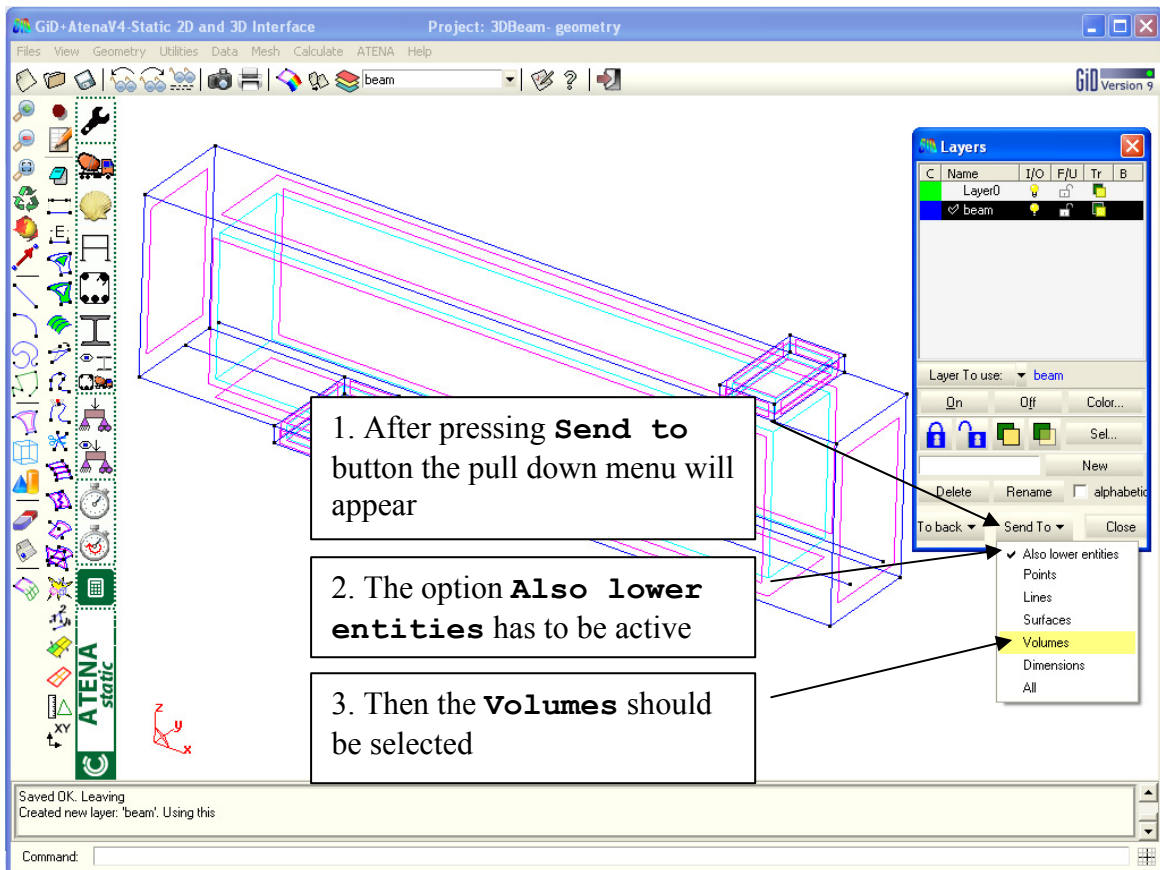 GiD+AtenaV4-Static 2D and 3D Interface Project: 3DBeam- geometry
Files View Geometry Utilities Data Mesh Calculate ATENA Help
beam
GiD Version 9
Layers
C Name I/O F/U Tr B
Layer0
beam
Layer To use: beam
On Off Color...
Sel...
New
Delete Rename alphabetic
To back Send To Close
Also lower entities
Points
Lines
Surfaces
Volumes
Dimensions
All
1. After pressing Send to
button the pull down menu will
appear
2. The option Also lower
entities has to be active
3. Then the Volumes should
be selected
:E:
XY
ATENA
static
z
y
x
Saved OK. Leaving
Created new layer: 'beam'. Using this
Command: